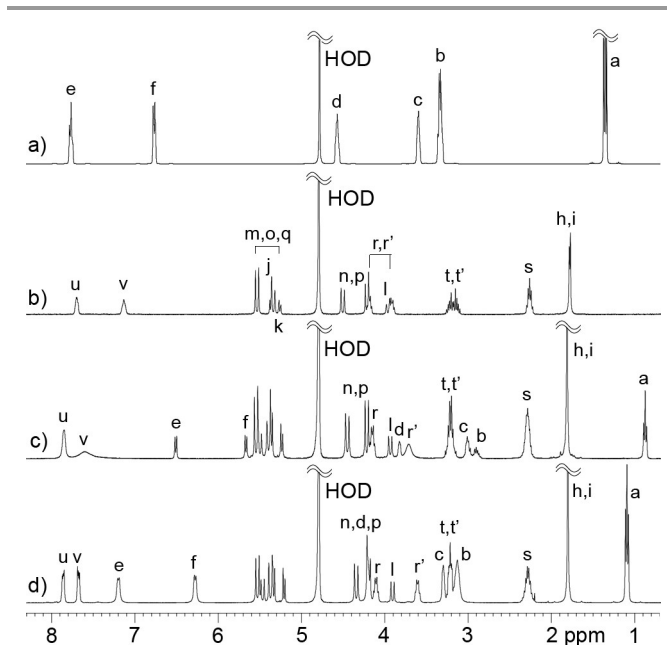 e f HOD d c b a
a)
HOD
m,o,q r,r' h,i
u v j n,p l t,t' s
b)
k
HOD h,i
u v e f n,p r l d r' t,t' c b s a
c)
HOD h,i a
n,d,p t,t'
u v e f r l r' c b s
d)
8 7 6 5 4 3 2 ppm 1